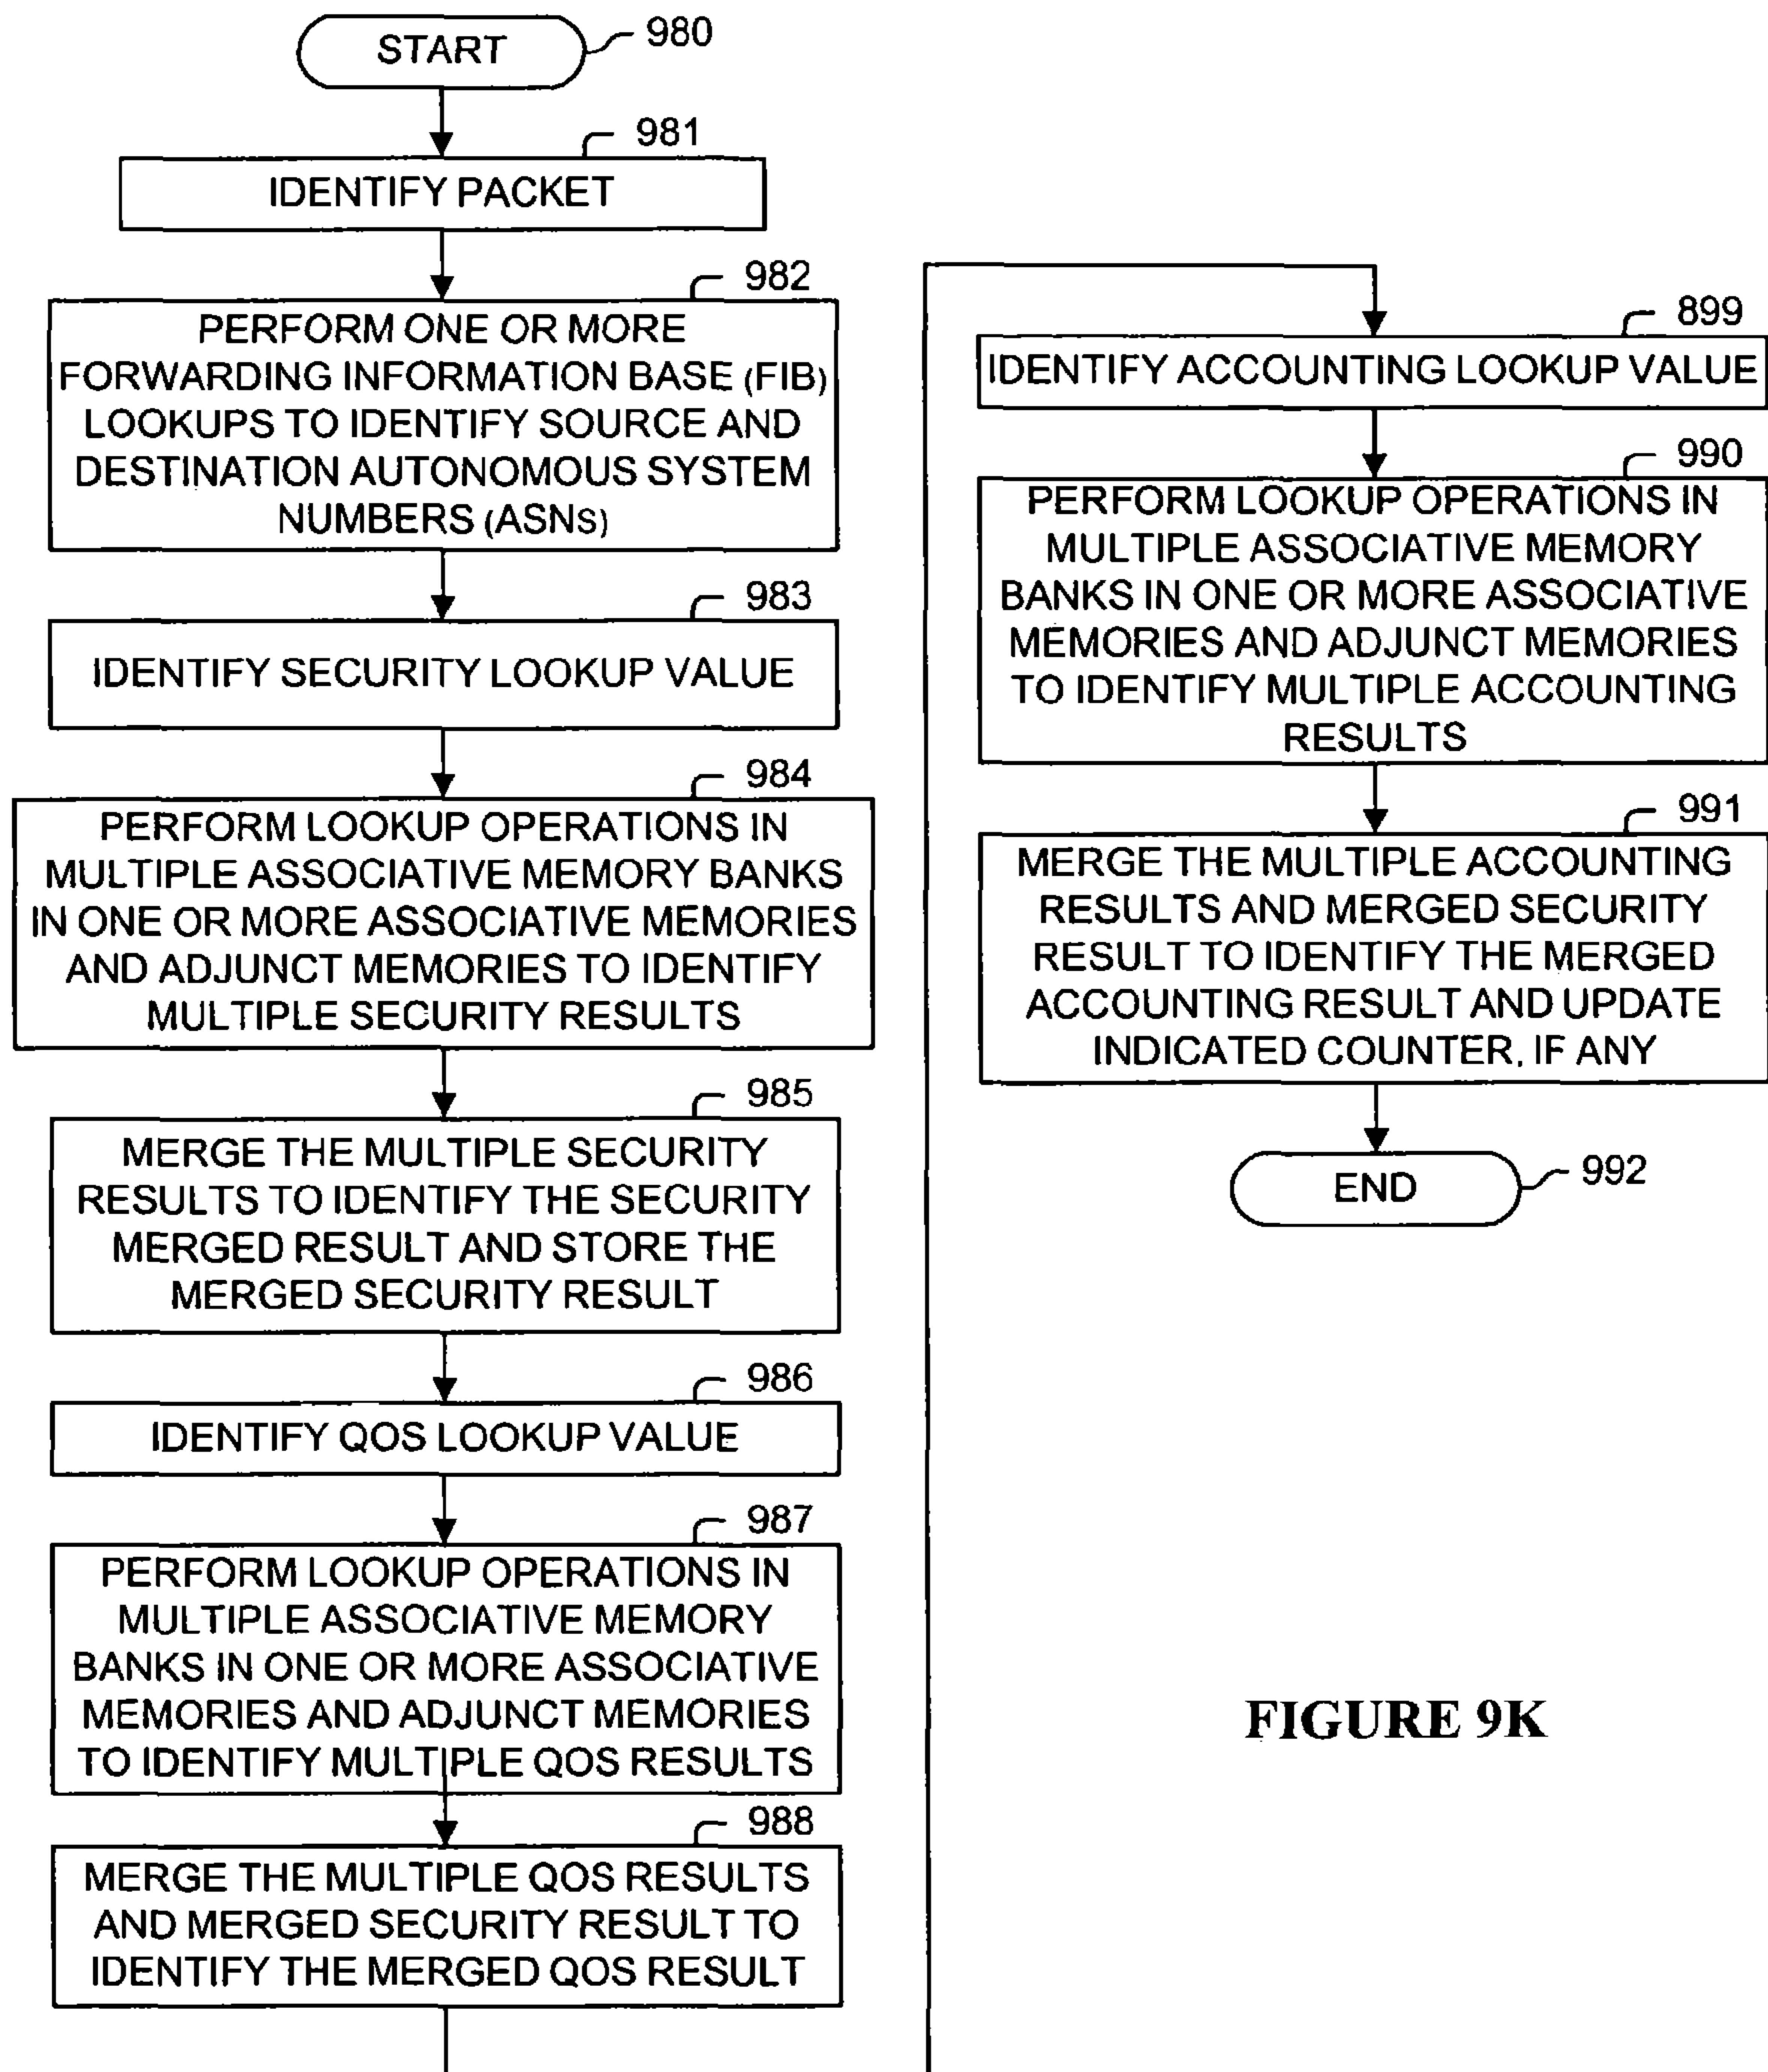 START
980
981
IDENTIFY PACKET
982
PERFORM ONE OR MORE
FORWARDING INFORMATION BASE (FIB)
LOOKUPS TO IDENTIFY SOURCE AND
DESTINATION AUTONOMOUS SYSTEM
NUMBERS (ASNs)
983
IDENTIFY SECURITY LOOKUP VALUE
984
PERFORM LOOKUP OPERATIONS IN
MULTIPLE ASSOCIATIVE MEMORY BANKS
IN ONE OR MORE ASSOCIATIVE MEMORIES
AND ADJUNCT MEMORIES TO IDENTIFY
MULTIPLE SECURITY RESULTS
985
MERGE THE MULTIPLE SECURITY
RESULTS TO IDENTIFY THE SECURITY
MERGED RESULT AND STORE THE
MERGED SECURITY RESULT
986
IDENTIFY QOS LOOKUP VALUE
987
PERFORM LOOKUP OPERATIONS IN
MULTIPLE ASSOCIATIVE MEMORY
BANKS IN ONE OR MORE ASSOCIATIVE
MEMORIES AND ADJUNCT MEMORIES
TO IDENTIFY MULTIPLE QOS RESULTS
988
MERGE THE MULTIPLE QOS RESULTS
AND MERGED SECURITY RESULT TO
IDENTIFY THE MERGED QOS RESULT
899
IDENTIFY ACCOUNTING LOOKUP VALUE
990
PERFORM LOOKUP OPERATIONS IN
MULTIPLE ASSOCIATIVE MEMORY
BANKS IN ONE OR MORE ASSOCIATIVE
MEMORIES AND ADJUNCT MEMORIES
TO IDENTIFY MULTIPLE ACCOUNTING
RESULTS
991
MERGE THE MULTIPLE ACCOUNTING
RESULTS AND MERGED SECURITY
RESULT TO IDENTIFY THE MERGED
ACCOUNTING RESULT AND UPDATE
INDICATED COUNTER, IF ANY
END
992
FIGURE 9K